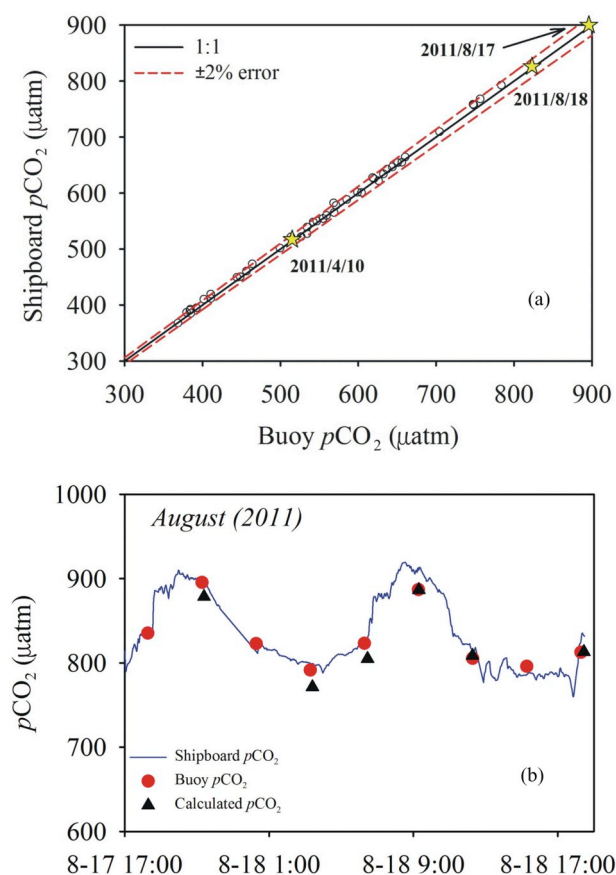 900
800
700
600
500
400
300
Shipboard pCO₂ (μatm)
1:1
±2% error
2011/8/17
2011/8/18
2011/4/10
(a)
300 400 500 600 700 800 900
Buoy pCO₂ (μatm)
1000
900
800
700
600
pCO₂ (μatm)
August (2011)
Shipboard pCO₂
Buoy pCO₂
Calculated pCO₂
(b)
8-17 17:00 8-18 1:00 8-18 9:00 8-18 17:00